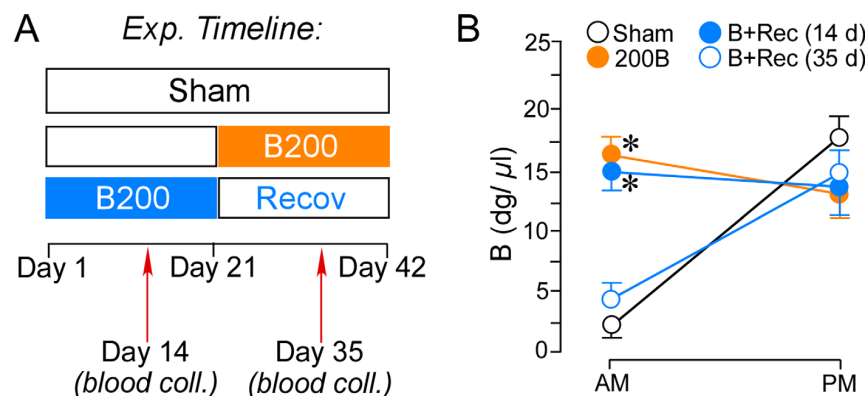 A
Exp. Timeline:
Sham
B200
B200
Recov
Day 1
Day 21
Day 42
Day 14
(blood coll.)
Day 35
(blood coll.)
B
Sham
200B
B+Rec (14 d)
B+Rec (35 d)
B (dg/ µl)
25
20
15
10
5
0
*
*
AM
PM